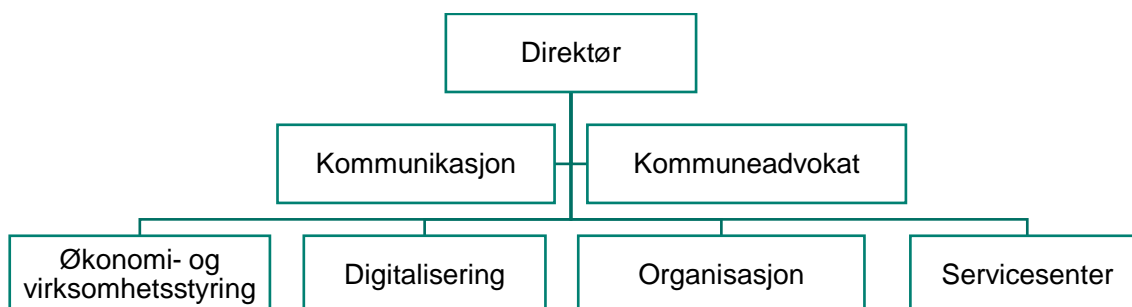 Direktør
Kommunikasjon
Kommuneadvokat
Økonomi- og
virksomhetsstyring
Digitalisering
Organisasjon
Servicesenter